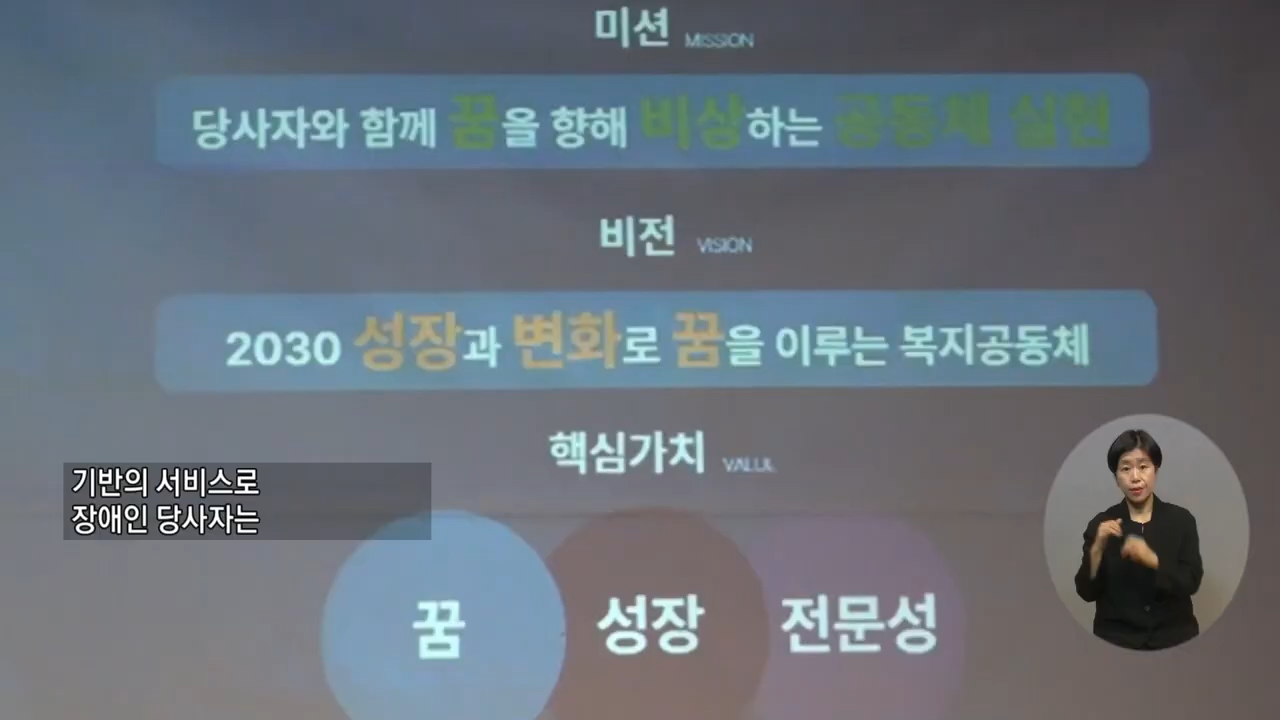 미션 MISSION
당사자와 함께 꿈을 향해 비상하는 공동체 실현
비전 VISION
2030 성장과 변화로 꿈을 이루는 복지공동체
핵심가치
기반의 서비스로
장애인 당사자는
꿈 성장 전문성